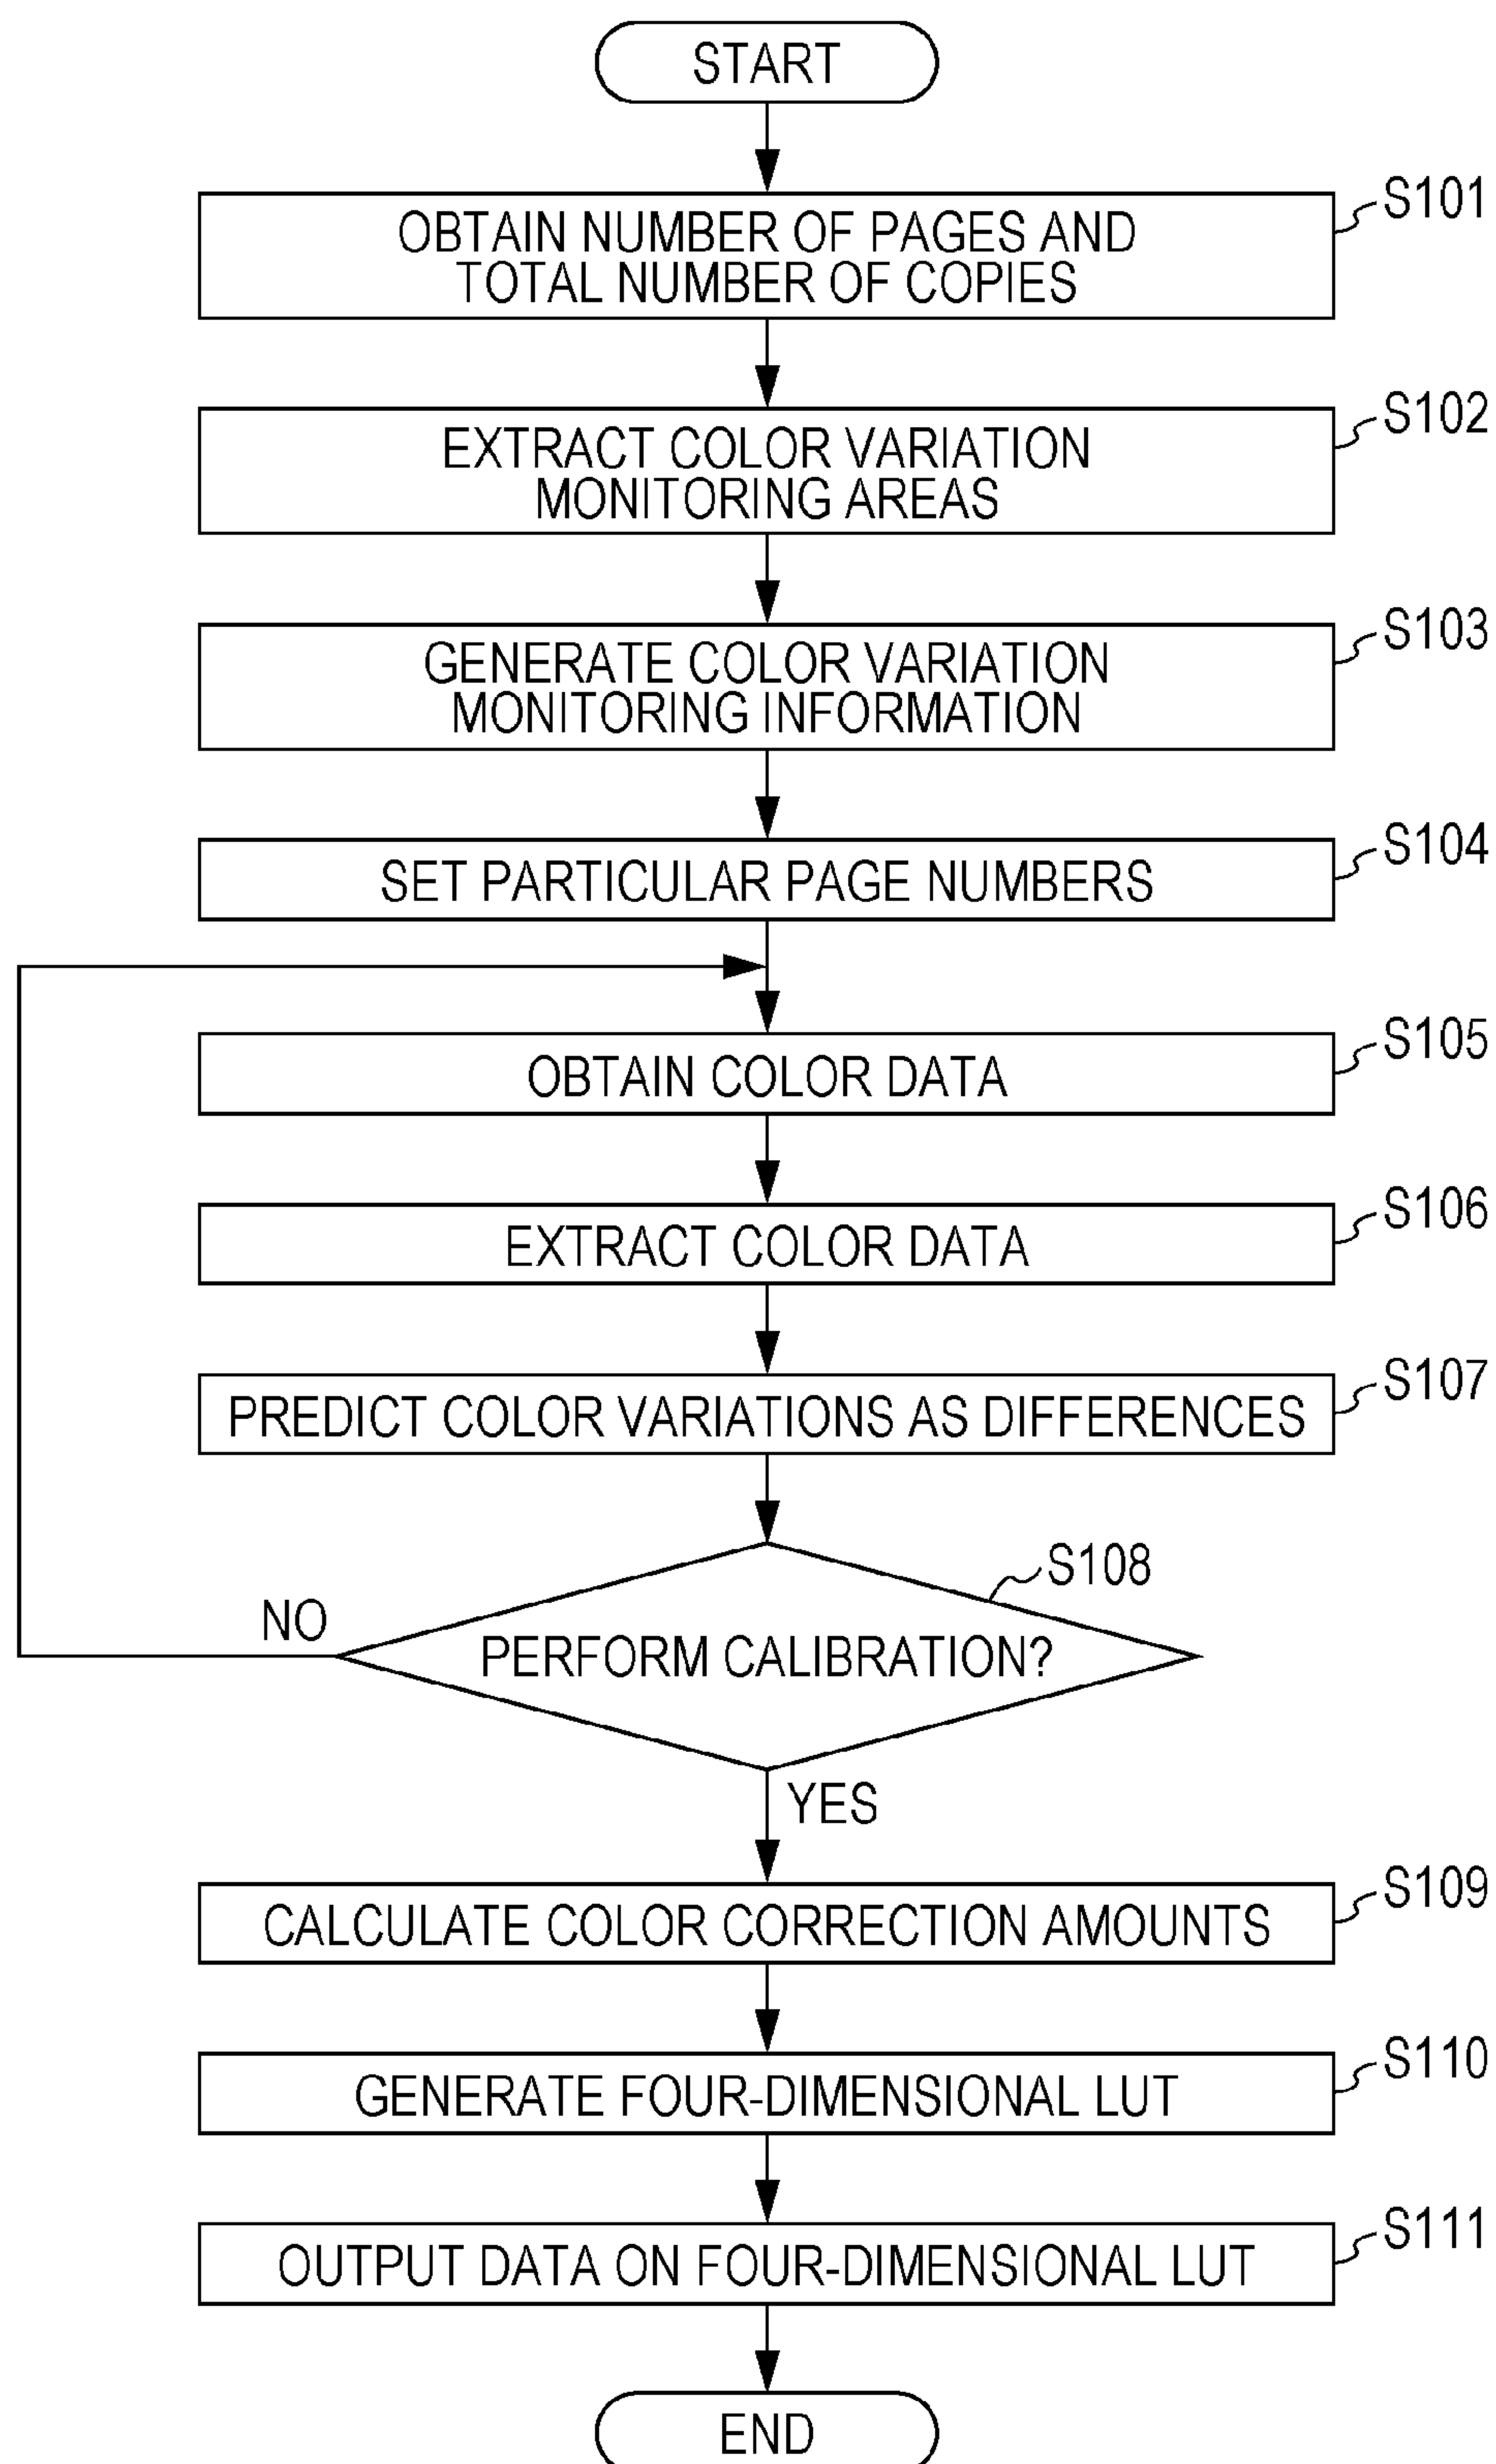 START
S101
OBTAIN NUMBER OF PAGES AND
TOTAL NUMBER OF COPIES
S102
EXTRACT COLOR VARIATION
MONITORING AREAS
S103
GENERATE COLOR VARIATION
MONITORING INFORMATION
S104
SET PARTICULAR PAGE NUMBERS
S105
OBTAIN COLOR DATA
S106
EXTRACT COLOR DATA
S107
PREDICT COLOR VARIATIONS AS DIFFERENCES
S108
NO
PERFORM CALIBRATION?
YES
S109
CALCULATE COLOR CORRECTION AMOUNTS
S110
GENERATE FOUR-DIMENSIONAL LUT
S111
OUTPUT DATA ON FOUR-DIMENSIONAL LUT
END